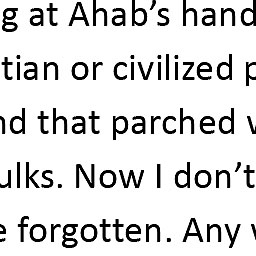 g at Ahab’s hand
tian or civilized p
nd that parched v
ulks. Now I don’t
e forgotten. Any v